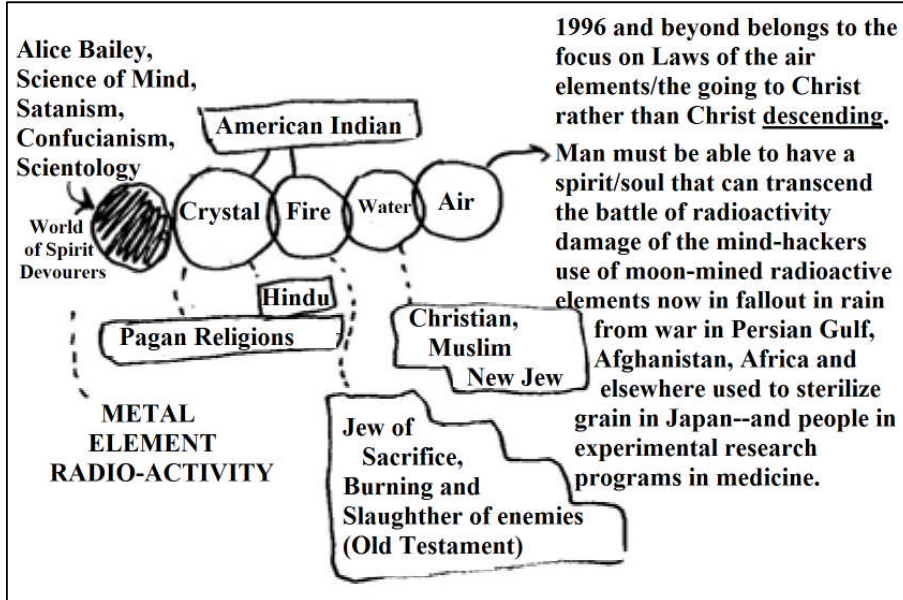 Alice Bailey,
Science of Mind,
Satanism,
Confucianism,
Scientology
World
of Spirit
Devourers
American Indian
Crystal
Fire
Water
Air
Hindu
Pagan Religions
METAL
ELEMENT
RADIO-ACTIVITY
Christian,
Muslim
New Jew
Jew of
Sacrifice,
Burning and
Slaughther of enemies
(Old Testament)
1996 and beyond belongs to the
focus on Laws of the air
elements/the going to Christ
rather than Christ descending.
Man must be able to have a
spirit/soul that can transcend
the battle of radioactivity
damage of the mind-hackers
use of moon-mined radioactive
elements now in fallout in rain
from war in Persian Gulf,
Afghanistan, Africa and
elsewhere used to sterilize
grain in Japan--and people in
experimental research
programs in medicine.